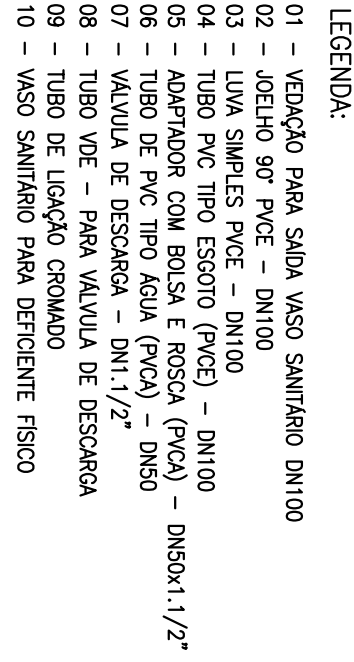 LEGENDA:
01 – VEDAÇÃO PARA SAÍDA VASO SANITÁRIO DN100
02 – JOELHO 90° PVCE – DN100
03 – LUVA SIMPLES PVCE – DN100
04 – TUBO PVC TIPO ESGOTO (PVCE) – DN100
05 – ADAPTADOR COM BOLSA E ROSCA (PVCA) – DN50x1.1/2"
06 – TUBO DE PVC TIPO ÁGUA (PVCA) – DN50
07 – VÁLVULA DE DESCARGA – DN1.1/2"
08 – TUBO VDE – PARA VÁLVULA DE DESCARGA
09 – TUBO DE LIGAÇÃO CROMADO
10 – VASO SANITÁRIO PARA DEFICIENTE FÍSICO